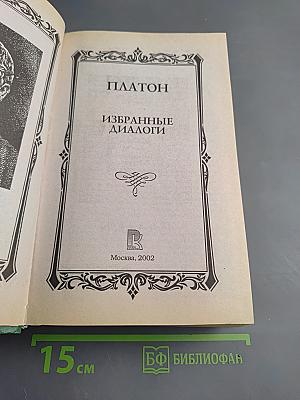 ПЛАТОН
ИЗБРАННЫЕ
ДИАЛОГИ
Москва, 2002
15 см
БФ БИБЛИОФАН